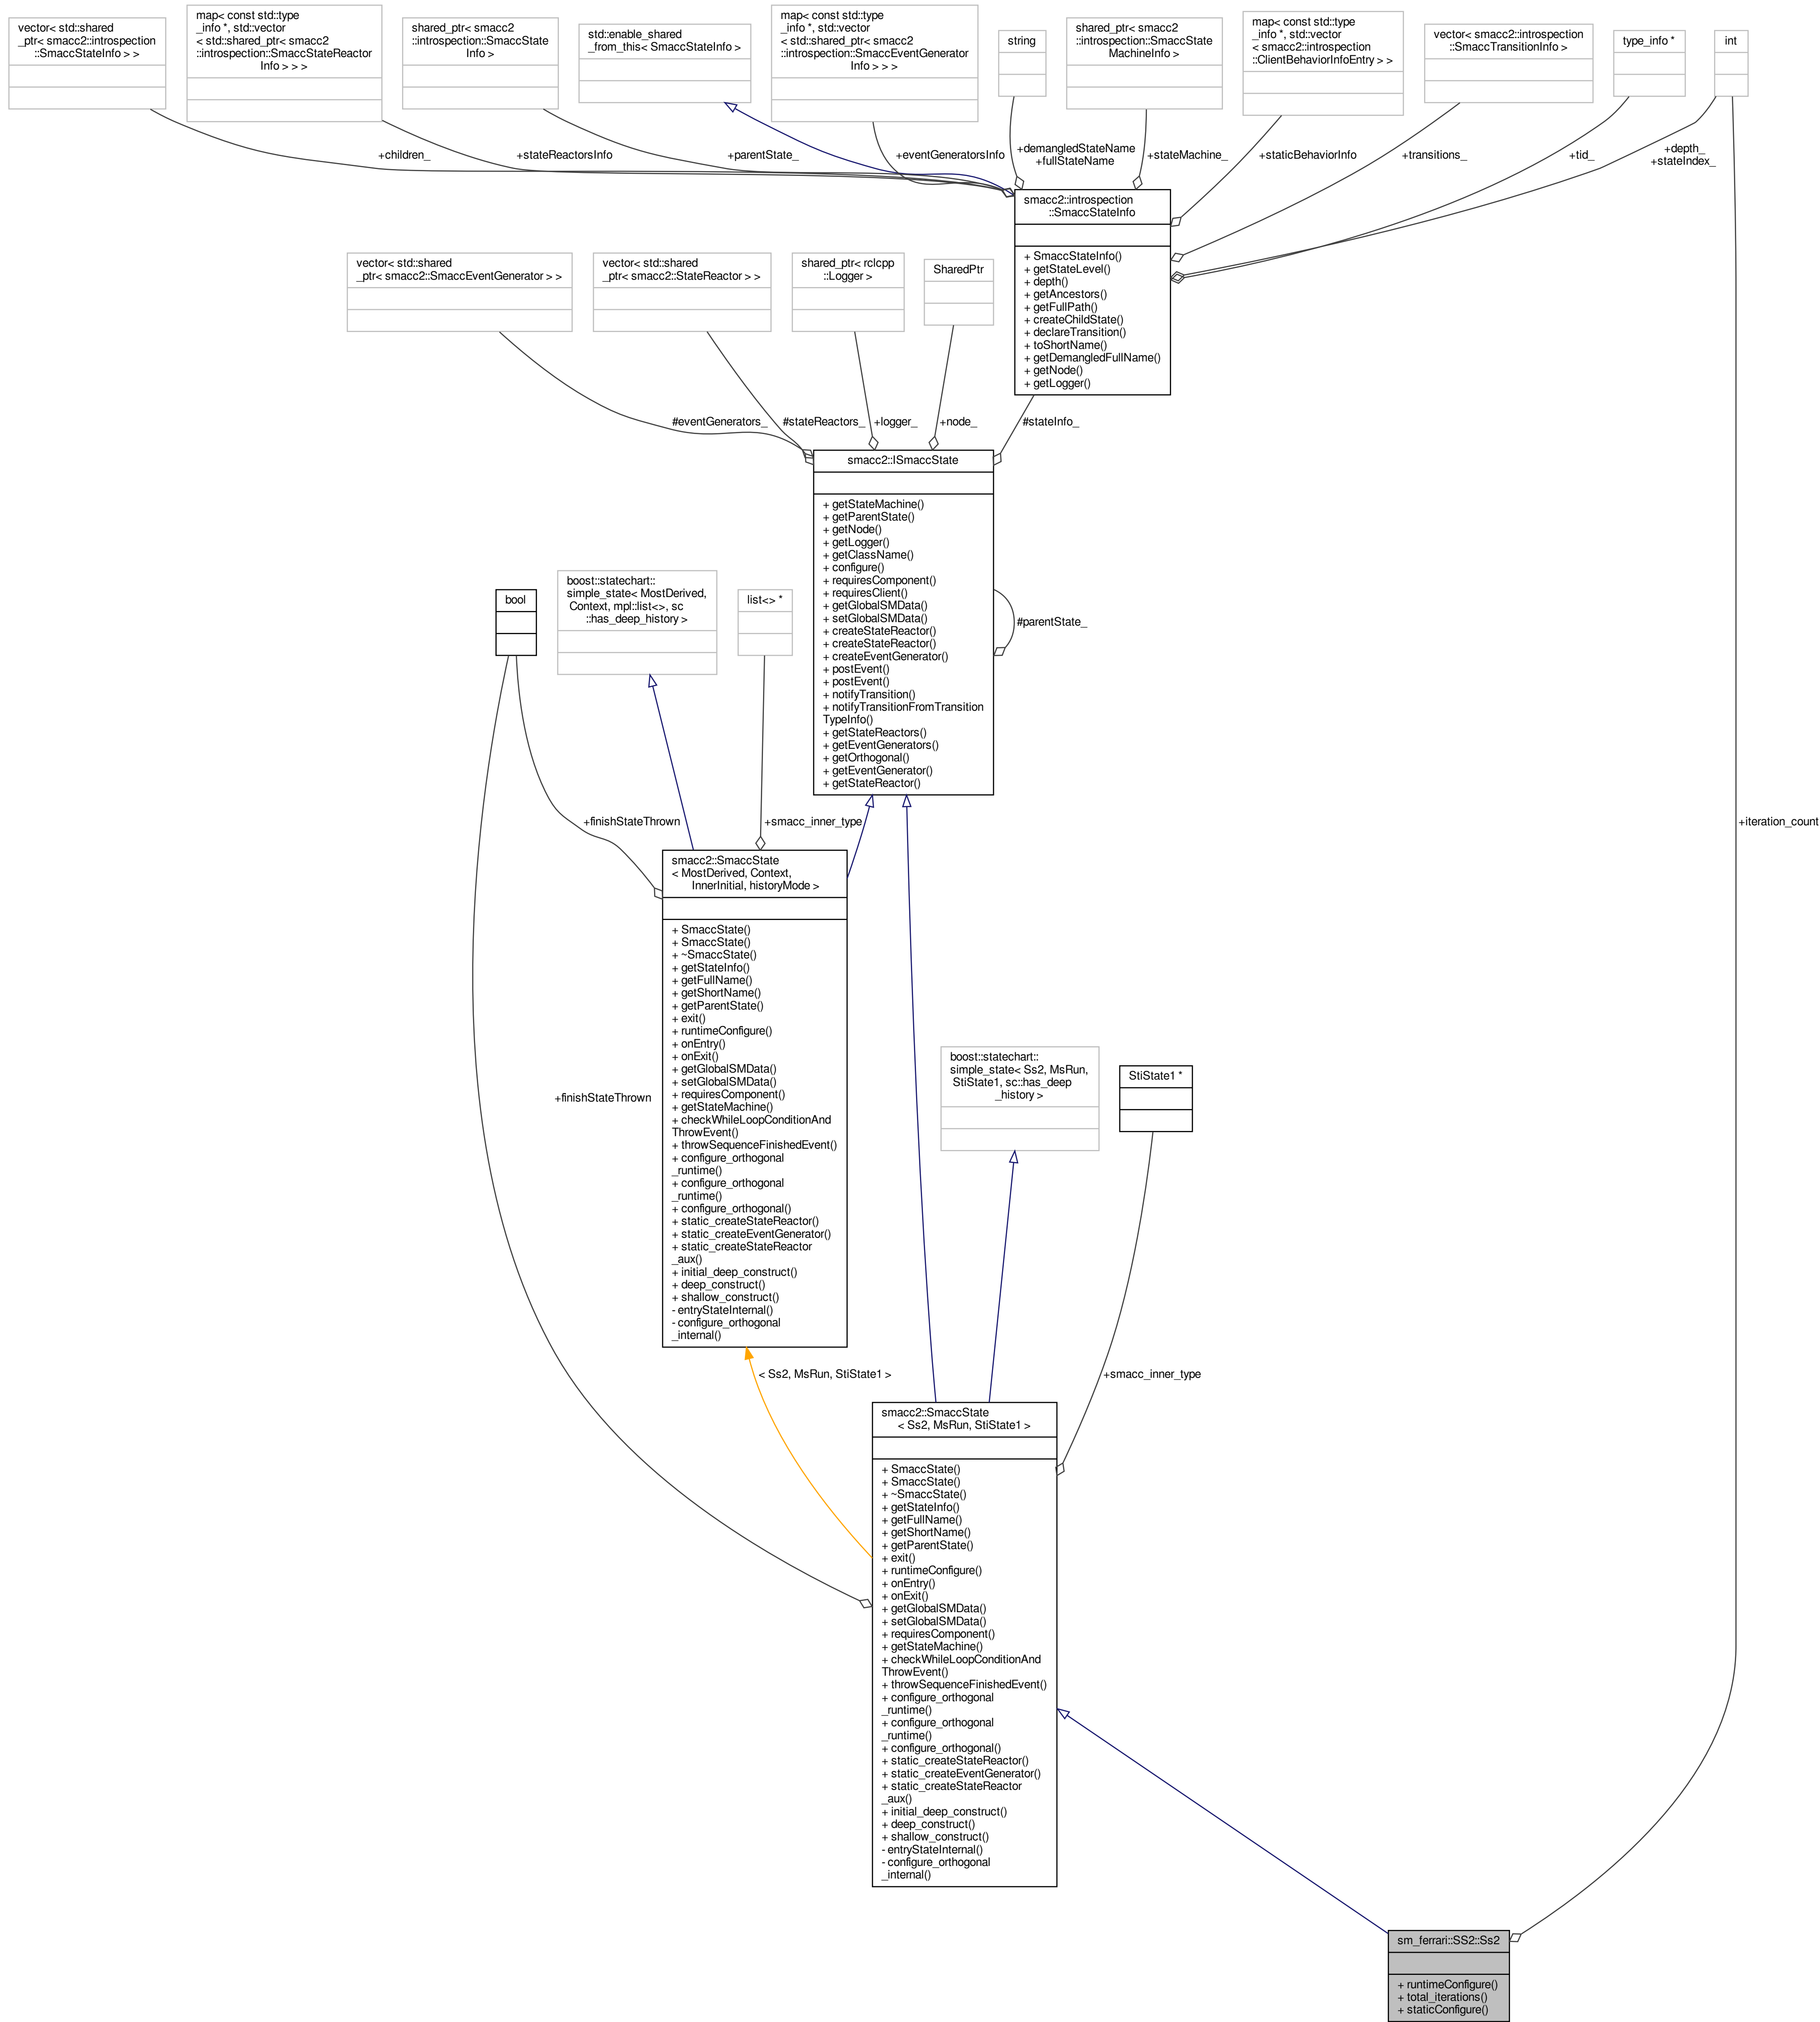 vector< std::shared
_ptr< smacc2::introspection
::SmaccStateInfo > >
map< const std::type
_info *, std::vector
< std::shared_ptr< smacc2
::introspection::SmaccStateReactor
Info > > >
shared_ptr< smacc2
::introspection::SmaccState
Info >
std::enable_shared
_from_this< SmaccStateInfo >
map< const std::type
_info *, std::vector
< std::shared_ptr< smacc2
::introspection::SmaccEventGenerator
Info > > >
string
shared_ptr< smacc2
::introspection::SmaccState
MachineInfo >
map< const std::type
_info *, std::vector
< smacc2::introspection
::ClientBehaviorInfoEntry > >
vector< smacc2::introspection
::SmaccTransitionInfo >
type_info *
int
+children_
+stateReactorsInfo
+parentState_
+eventGeneratorsInfo
+demangledStateName
+fullStateName
+stateMachine_
+staticBehaviorInfo
+transitions_
+tid_
+depth_
+stateIndex_
smacc2::introspection
::SmaccStateInfo
+ SmaccStateInfo()
+ getStateLevel()
+ depth()
+ getAncestors()
+ getFullPath()
+ createChildState()
+ declareTransition()
+ toShortName()
+ getDemangledFullName()
+ getNode()
+ getLogger()
vector< std::shared
_ptr< smacc2::SmaccEventGenerator > >
vector< std::shared
_ptr< smacc2::StateReactor > >
shared_ptr< rclcpp
::Logger >
SharedPtr
#eventGenerators_
#stateReactors_
+logger_
+node_
#stateInfo_
smacc2::ISmaccState
+ getStateMachine()
+ getParentState()
+ getNode()
+ getLogger()
+ getClassName()
+ configure()
+ requiresComponent()
+ requiresClient()
+ getGlobalSMData()
+ setGlobalSMData()
+ createStateReactor()
+ createStateReactor()
+ createEventGenerator()
+ postEvent()
+ postEvent()
+ notifyTransition()
+ notifyTransitionFromTransition
TypeInfo()
+ getStateReactors()
+ getEventGenerators()
+ getOrthogonal()
+ getEventGenerator()
+ getStateReactor()
#parentState_
bool
boost::statechart::
simple_state< MostDerived,
Context, mpl::list<>, sc
::has_deep_history >
list<> *
+finishStateThrown
+smacc_inner_type
+iteration_count
smacc2::SmaccState
< MostDerived, Context,
InnerInitial, historyMode >
+ SmaccState()
+ SmaccState()
+ ~SmaccState()
+ getStateInfo()
+ getFullName()
+ getShortName()
+ getParentState()
+ exit()
+ runtimeConfigure()
+ onEntry()
+ onExit()
+ getGlobalSMData()
+ setGlobalSMData()
+ requiresComponent()
+ getStateMachine()
+ checkWhileLoopConditionAnd
ThrowEvent()
+ throwSequenceFinishedEvent()
+ configure_orthogonal
_runtime()
+ configure_orthogonal
_runtime()
+ configure_orthogonal()
+ static_createStateReactor()
+ static_createEventGenerator()
+ static_createStateReactor
_aux()
+ initial_deep_construct()
+ deep_construct()
+ shallow_construct()
- entryStateInternal()
- configure_orthogonal
_internal()
+finishStateThrown
boost::statechart::
simple_state< Ss2, MsRun,
StiState1, sc::has_deep
_history >
StiState1 *
< Ss2, MsRun, StiState1 >
+smacc_inner_type
smacc2::SmaccState
< Ss2, MsRun, StiState1 >
+ SmaccState()
+ SmaccState()
+ ~SmaccState()
+ getStateInfo()
+ getFullName()
+ getShortName()
+ getParentState()
+ exit()
+ runtimeConfigure()
+ onEntry()
+ onExit()
+ getGlobalSMData()
+ setGlobalSMData()
+ requiresComponent()
+ getStateMachine()
+ checkWhileLoopConditionAnd
ThrowEvent()
+ throwSequenceFinishedEvent()
+ configure_orthogonal
_runtime()
+ configure_orthogonal
_runtime()
+ configure_orthogonal()
+ static_createStateReactor()
+ static_createEventGenerator()
+ static_createStateReactor
_aux()
+ initial_deep_construct()
+ deep_construct()
+ shallow_construct()
- entryStateInternal()
- configure_orthogonal
_internal()
sm_ferrari::SS2::Ss2
+ runtimeConfigure()
+ total_iterations()
+ staticConfigure()